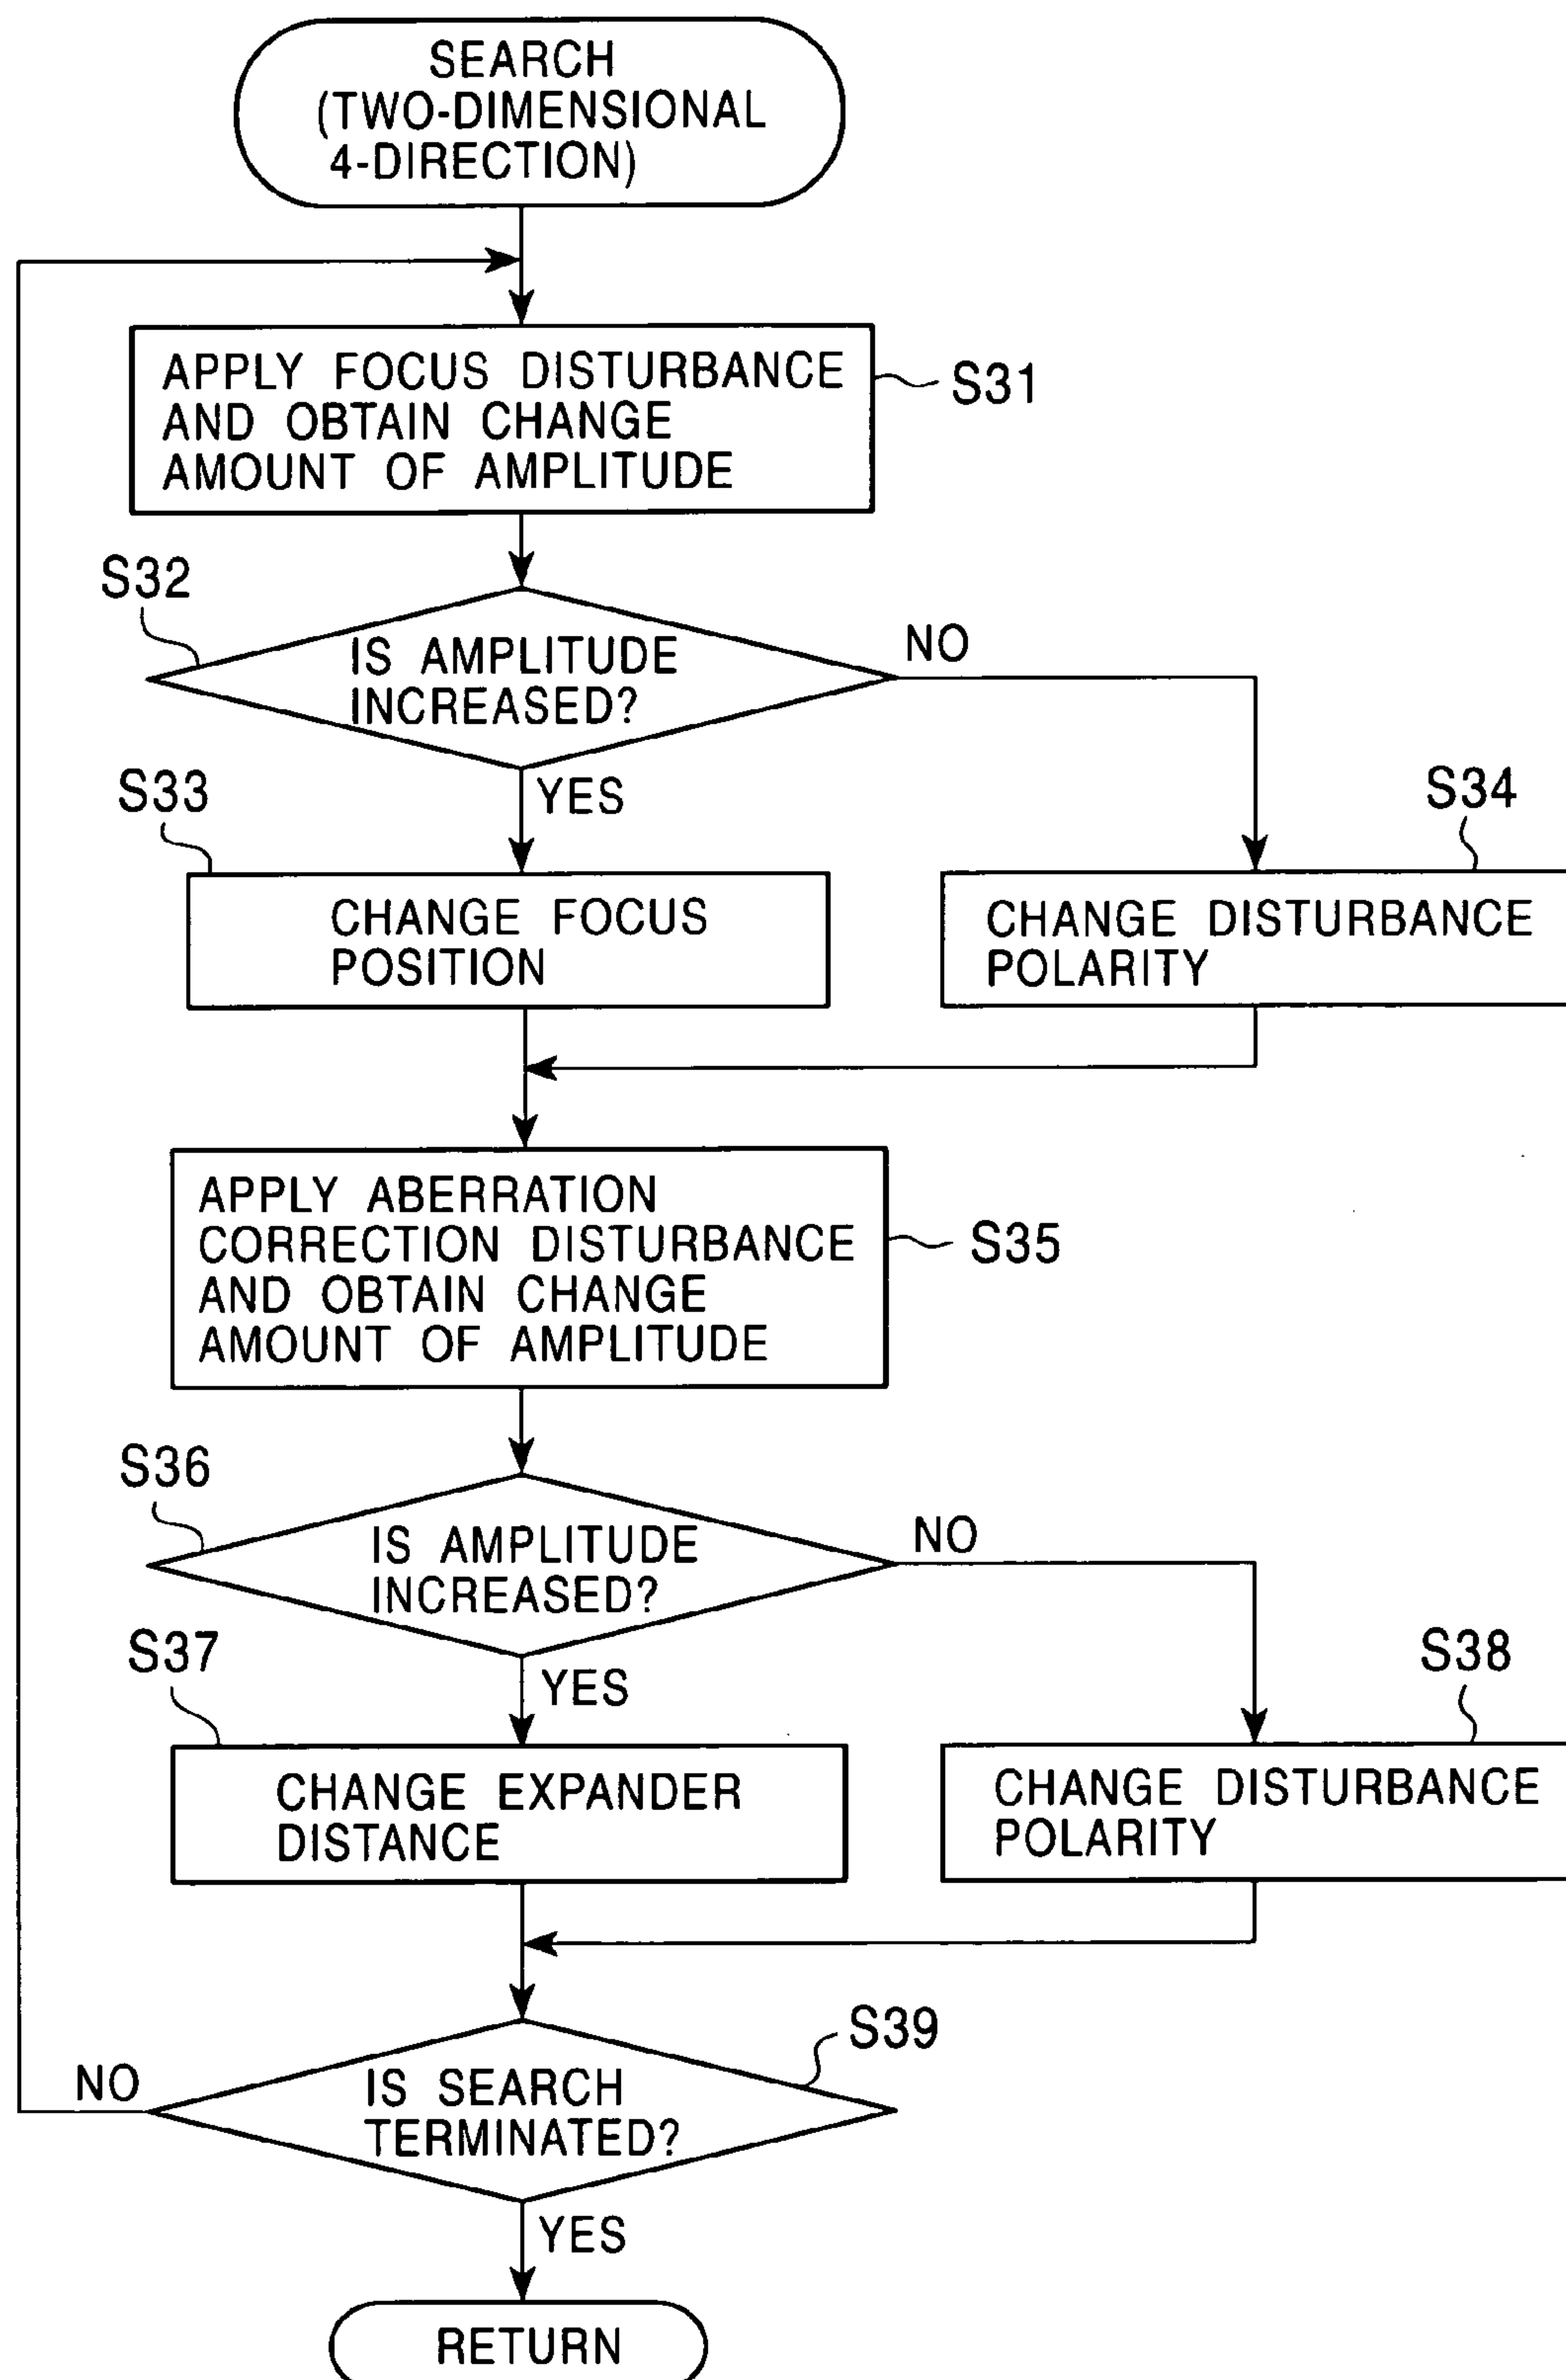 SEARCH
(TWO-DIMENSIONAL
4-DIRECTION)
APPLY FOCUS DISTURBANCE
AND OBTAIN CHANGE
AMOUNT OF AMPLITUDE
S31
S32
IS AMPLITUDE
INCREASED?
NO
YES
S33
CHANGE FOCUS
POSITION
S34
CHANGE DISTURBANCE
POLARITY
APPLY ABERRATION
CORRECTION DISTURBANCE
AND OBTAIN CHANGE
AMOUNT OF AMPLITUDE
S35
S36
IS AMPLITUDE
INCREASED?
NO
YES
S37
CHANGE EXPANDER
DISTANCE
S38
CHANGE DISTURBANCE
POLARITY
S39
IS SEARCH
TERMINATED?
NO
YES
RETURN